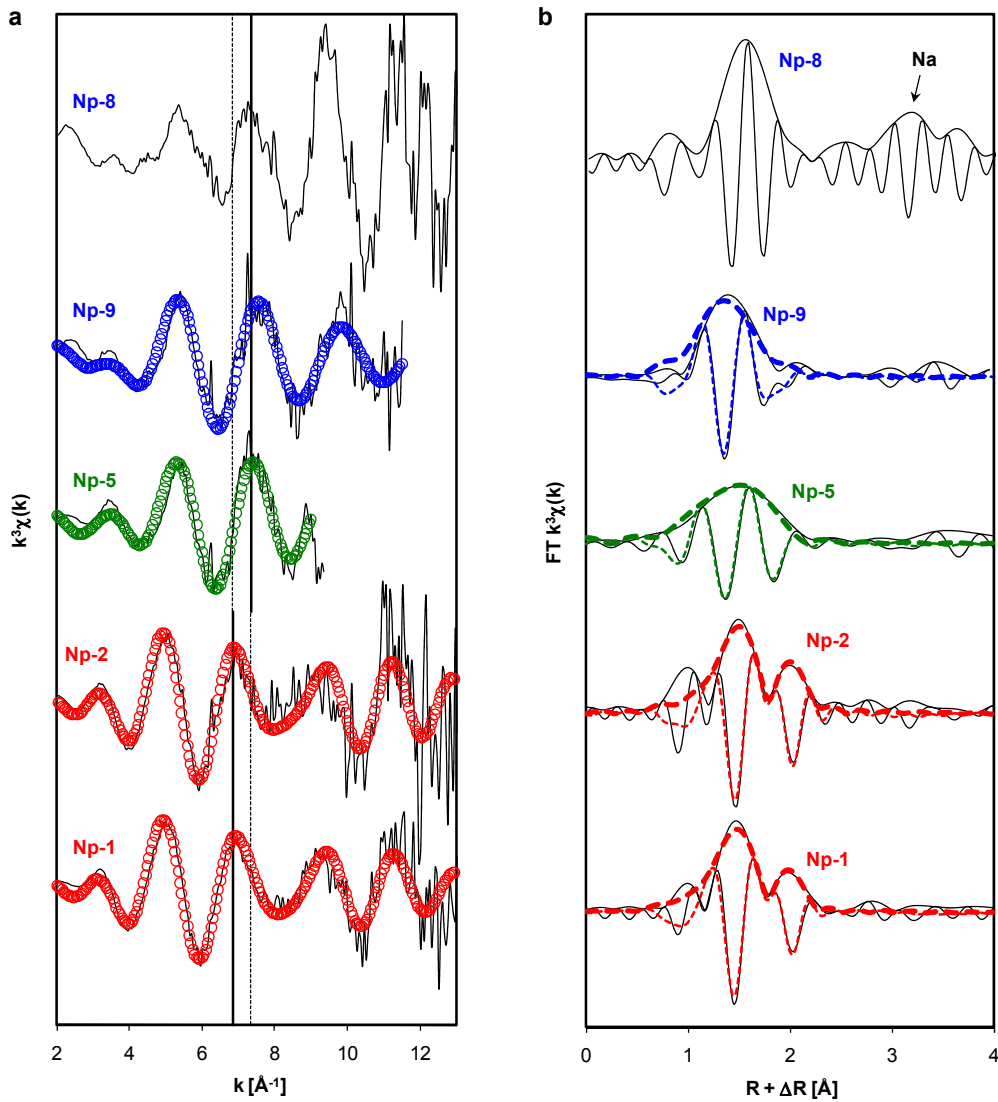 a
Np-8
Np-9
Np-5
Np-2
Np-1
k³χ(k)
2 4 6 8 10 12
k [Å⁻¹]
b
Np-8
Na
Np-9
Np-5
Np-2
Np-1
FT k³χ(k)
0 1 2 3 4
R + ΔR [Å]